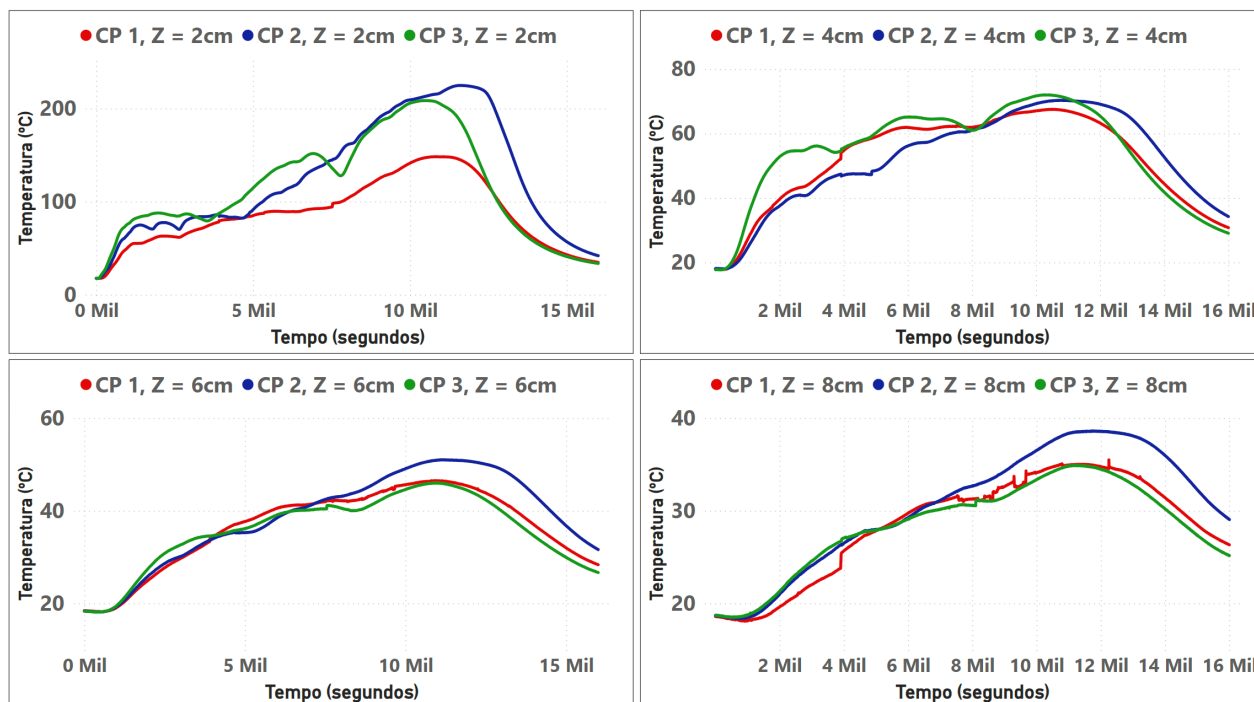 CP 1, Z = 2cm CP 2, Z = 2cm CP 3, Z = 2cm
Temperatura (ºC)
200
100
0
0 Mil 5 Mil 10 Mil 15 Mil
Tempo (segundos)
CP 1, Z = 4cm CP 2, Z = 4cm CP 3, Z = 4cm
Temperatura (ºC)
80
60
40
20
2 Mil 4 Mil 6 Mil 8 Mil 10 Mil 12 Mil 14 Mil 16 Mil
Tempo (segundos)
CP 1, Z = 6cm CP 2, Z = 6cm CP 3, Z = 6cm
Temperatura (ºC)
60
40
20
0 Mil 5 Mil 10 Mil 15 Mil
Tempo (segundos)
CP 1, Z = 8cm CP 2, Z = 8cm CP 3, Z = 8cm
Temperatura (ºC)
40
30
20
2 Mil 4 Mil 6 Mil 8 Mil 10 Mil 12 Mil 14 Mil 16 Mil
Tempo (segundos)